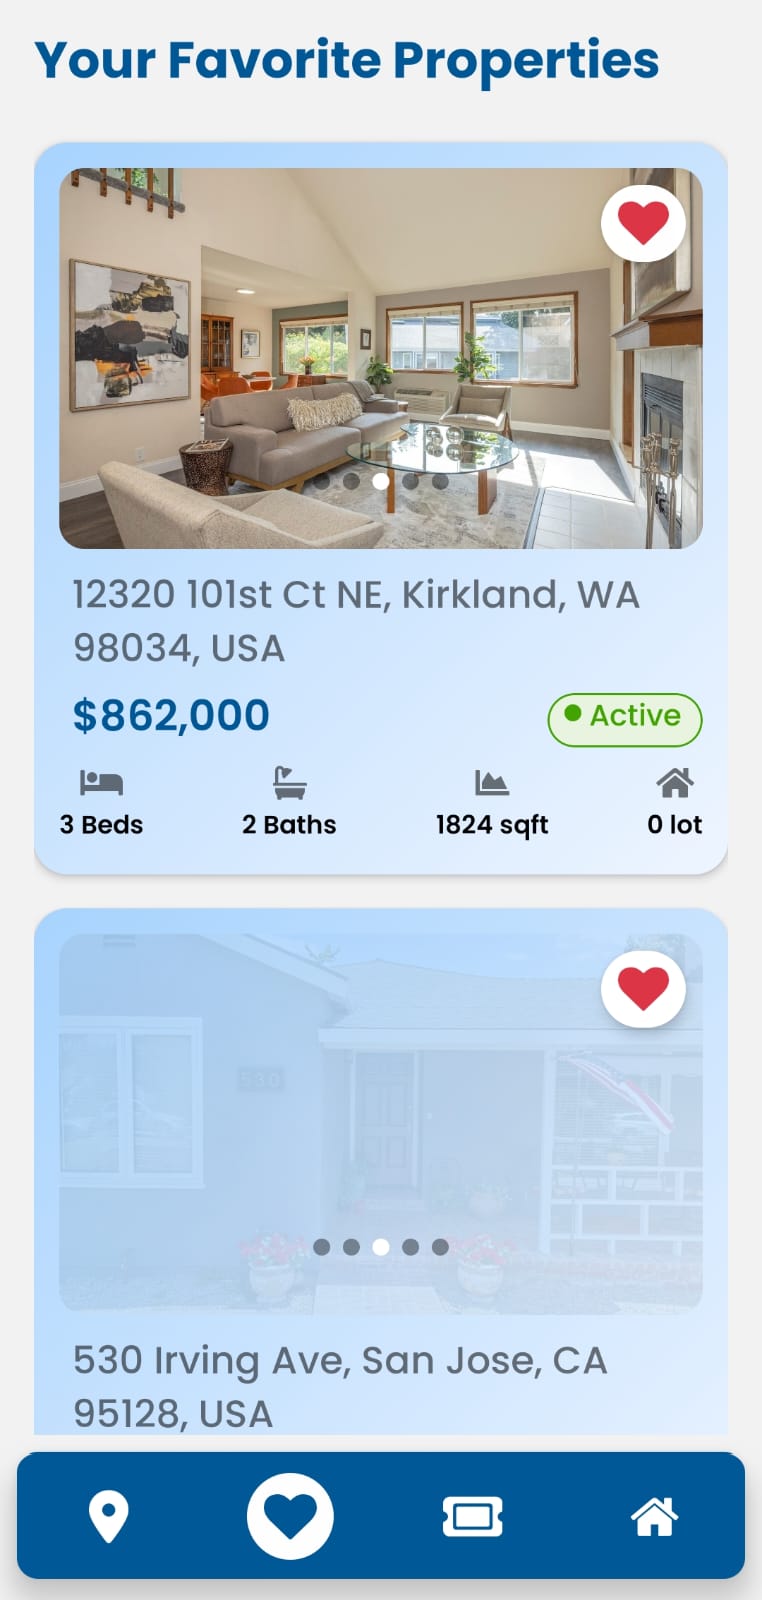 Your Favorite Properties
12320 101st Ct NE, Kirkland, WA
98034, USA
$862,000
Active
3 Beds
2 Baths
1824 sqft
0 lot
530
530 Irving Ave, San Jose, CA
95128, USA